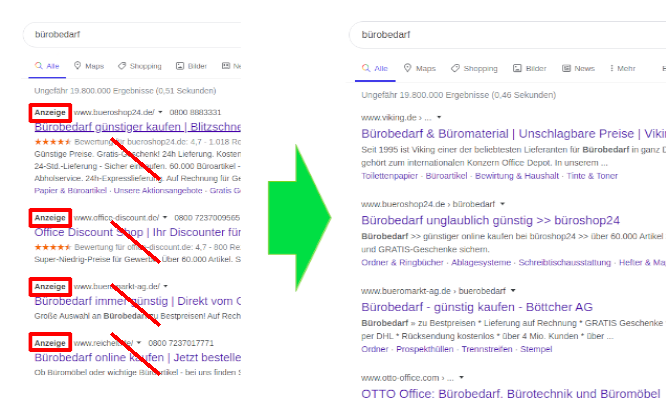 bürobedarf
Alle Maps Shopping Bilder Ne
Ungefähr 19.800.000 Ergebnisse (0,51 Sekunden)
Anzeige www.bueroshop24.de/ 0800 8883331
Bürobedarf günstiger kaufen | Blitzschne
Bewertung für bueroshop24.de: 4,7 - 1.018 Re
Günstige Preise. Gratis-Geschenk! 24h Lieferung. Kosten
24-Std.-Lieferung - Sicher einkaufen. 60.000 Büroartikel -
Abholservice. 24h-Expresslieferung. Auf Rechnung für Ge
Papier & Büroartikel · Unsere Aktionsangebote · Gratis G
Anzeige www.office-discount.de/ 0800 7237009565
Office Discount Shop | Ihr Discounter für
Bewertung für office-discount.de: 4,7 - 800 Re
Super-Niedrig-Preise für Gewerbe. Über 60.000 Artikel. S
Anzeige www.bueromarkt-ag.de/
Bürobedarf immer günstig | Direkt vom G
Große Auswahl an Bürobedarf zu Bestpreisen! Auf Rech
Anzeige www.reichelt.de/ 0800 7237017771
Bürobedarf online kaufen | Jetzt bestelle
Ob Büromöbel oder wichtige Büroartikel - bei uns finden S
bürobedarf
Alle Maps Shopping Bilder News Mehr E
Ungefähr 19.800.000 Ergebnisse (0,46 Sekunden)
www.viking.de › ...
Bürobedarf & Büromaterial | Unschlagbare Preise | Viki
Seit 1995 ist Viking einer der beliebtesten Lieferanten für Bürobedarf in ganz D
gehört zum internationalen Konzern Office Depot. In unserem ...
Toilettenpapier · Büroartikel · Bewirtung & Haushalt · Tinte & Toner
www.bueroshop24.de › bürobedarf
Bürobedarf unglaublich günstig >> büroshop24
Bürobedarf >> günstiger online kaufen bei büroshop24 >> über 60.000 Artikel
und GRATIS-Geschenke sichern.
Ordner & Ringbücher · Ablagesysteme · Schreibtischausstattung · Hefter & Ma
www.bueromarkt-ag.de › buerobedarf
Bürobedarf - günstig kaufen - Böttcher AG
Bürobedarf » zu Bestpreisen * Lieferung auf Rechnung * GRATIS Geschenke
per DHL * Rücksendung kostenlos * über 4 Mio. Kunden * über ...
Ordner · Prospekthüllen · Trennstreifen · Stempel
www.otto-office.com › ...
OTTO Office: Bürobedarf, Bürotechnik und Büromöbel